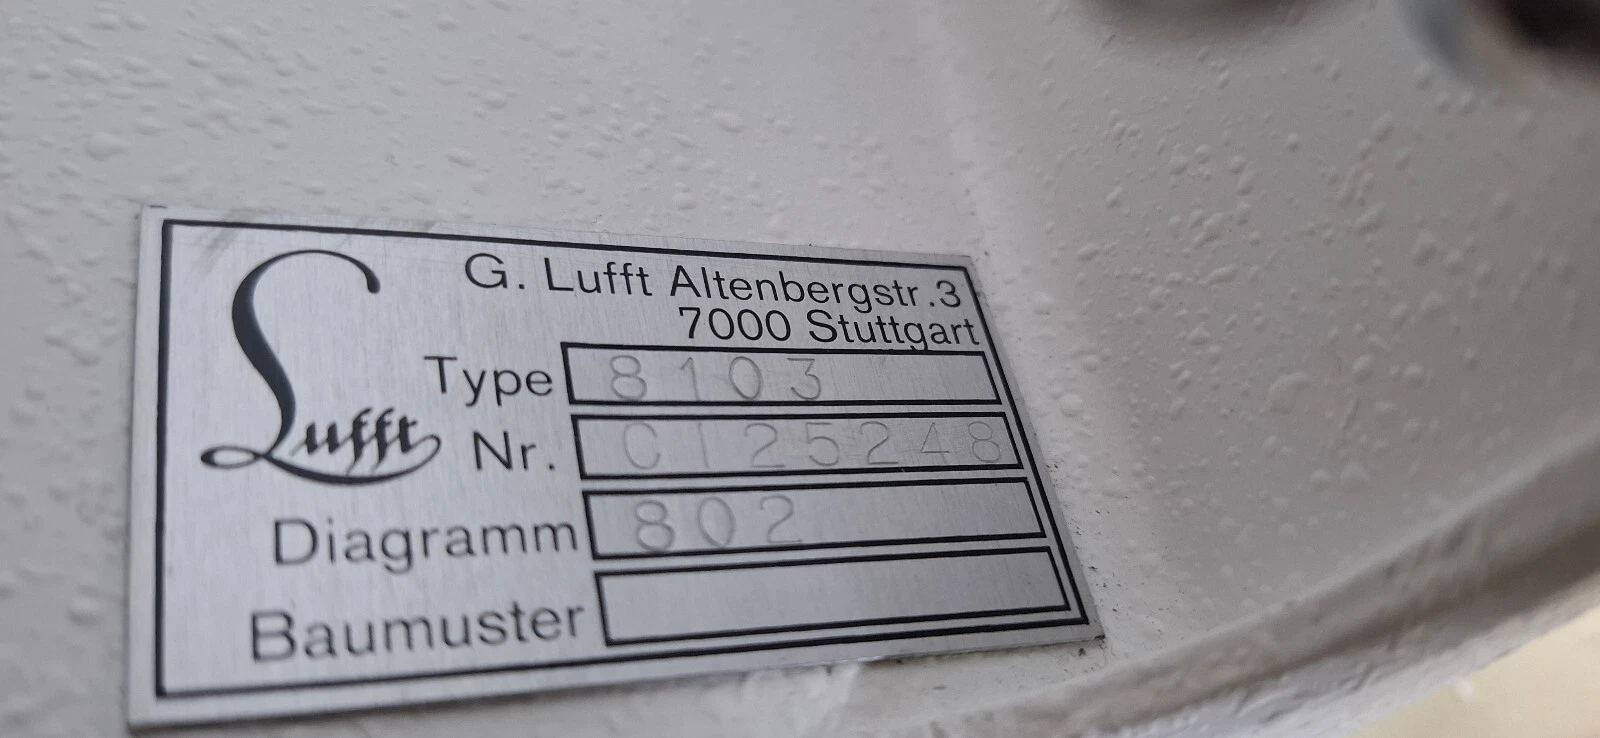 Lufft
G. Lufft Altenbergstr.3
7000 Stuttgart
Type 8103
Nr. C125248
Diagramm 802
Baumuster